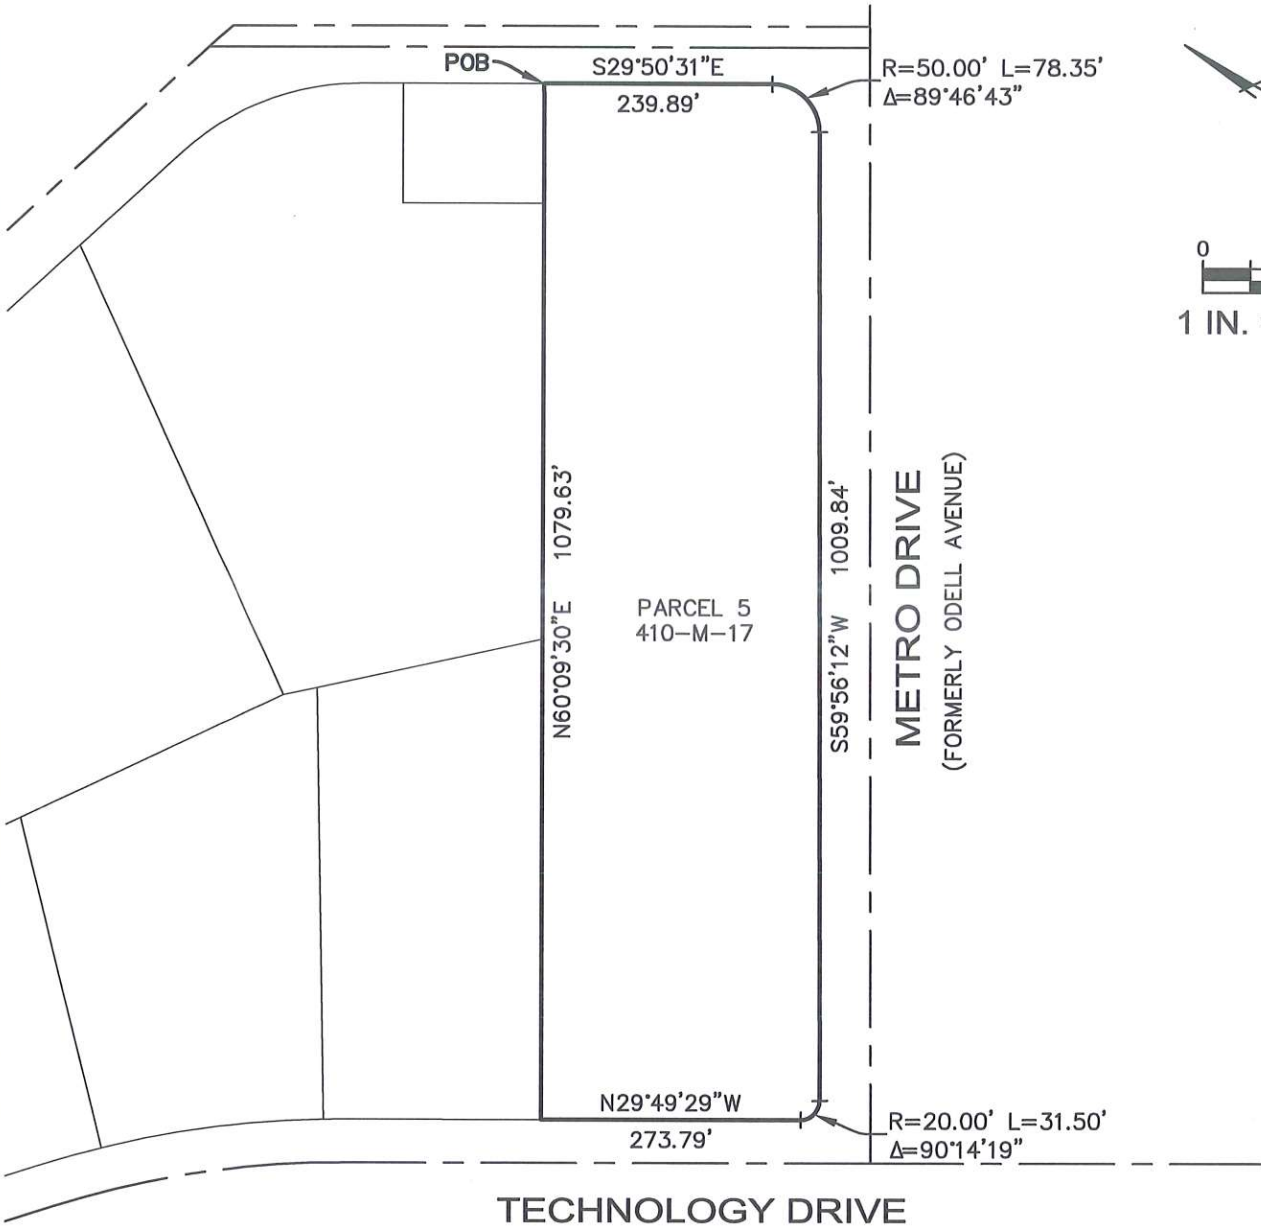 POB
S29°50'31"E
239.89'
R=50.00' L=78.35'
Δ=89°46'43"
0
1 IN.
N60°09'30"E 1079.63'
PARCEL 5
410-M-17
S59°56'12"W 1009.84'
METRO DRIVE
(FORMERLY ODELL AVENUE)
N29°49'29"W
273.79'
R=20.00' L=31.50'
Δ=90°14'19"
TECHNOLOGY DRIVE